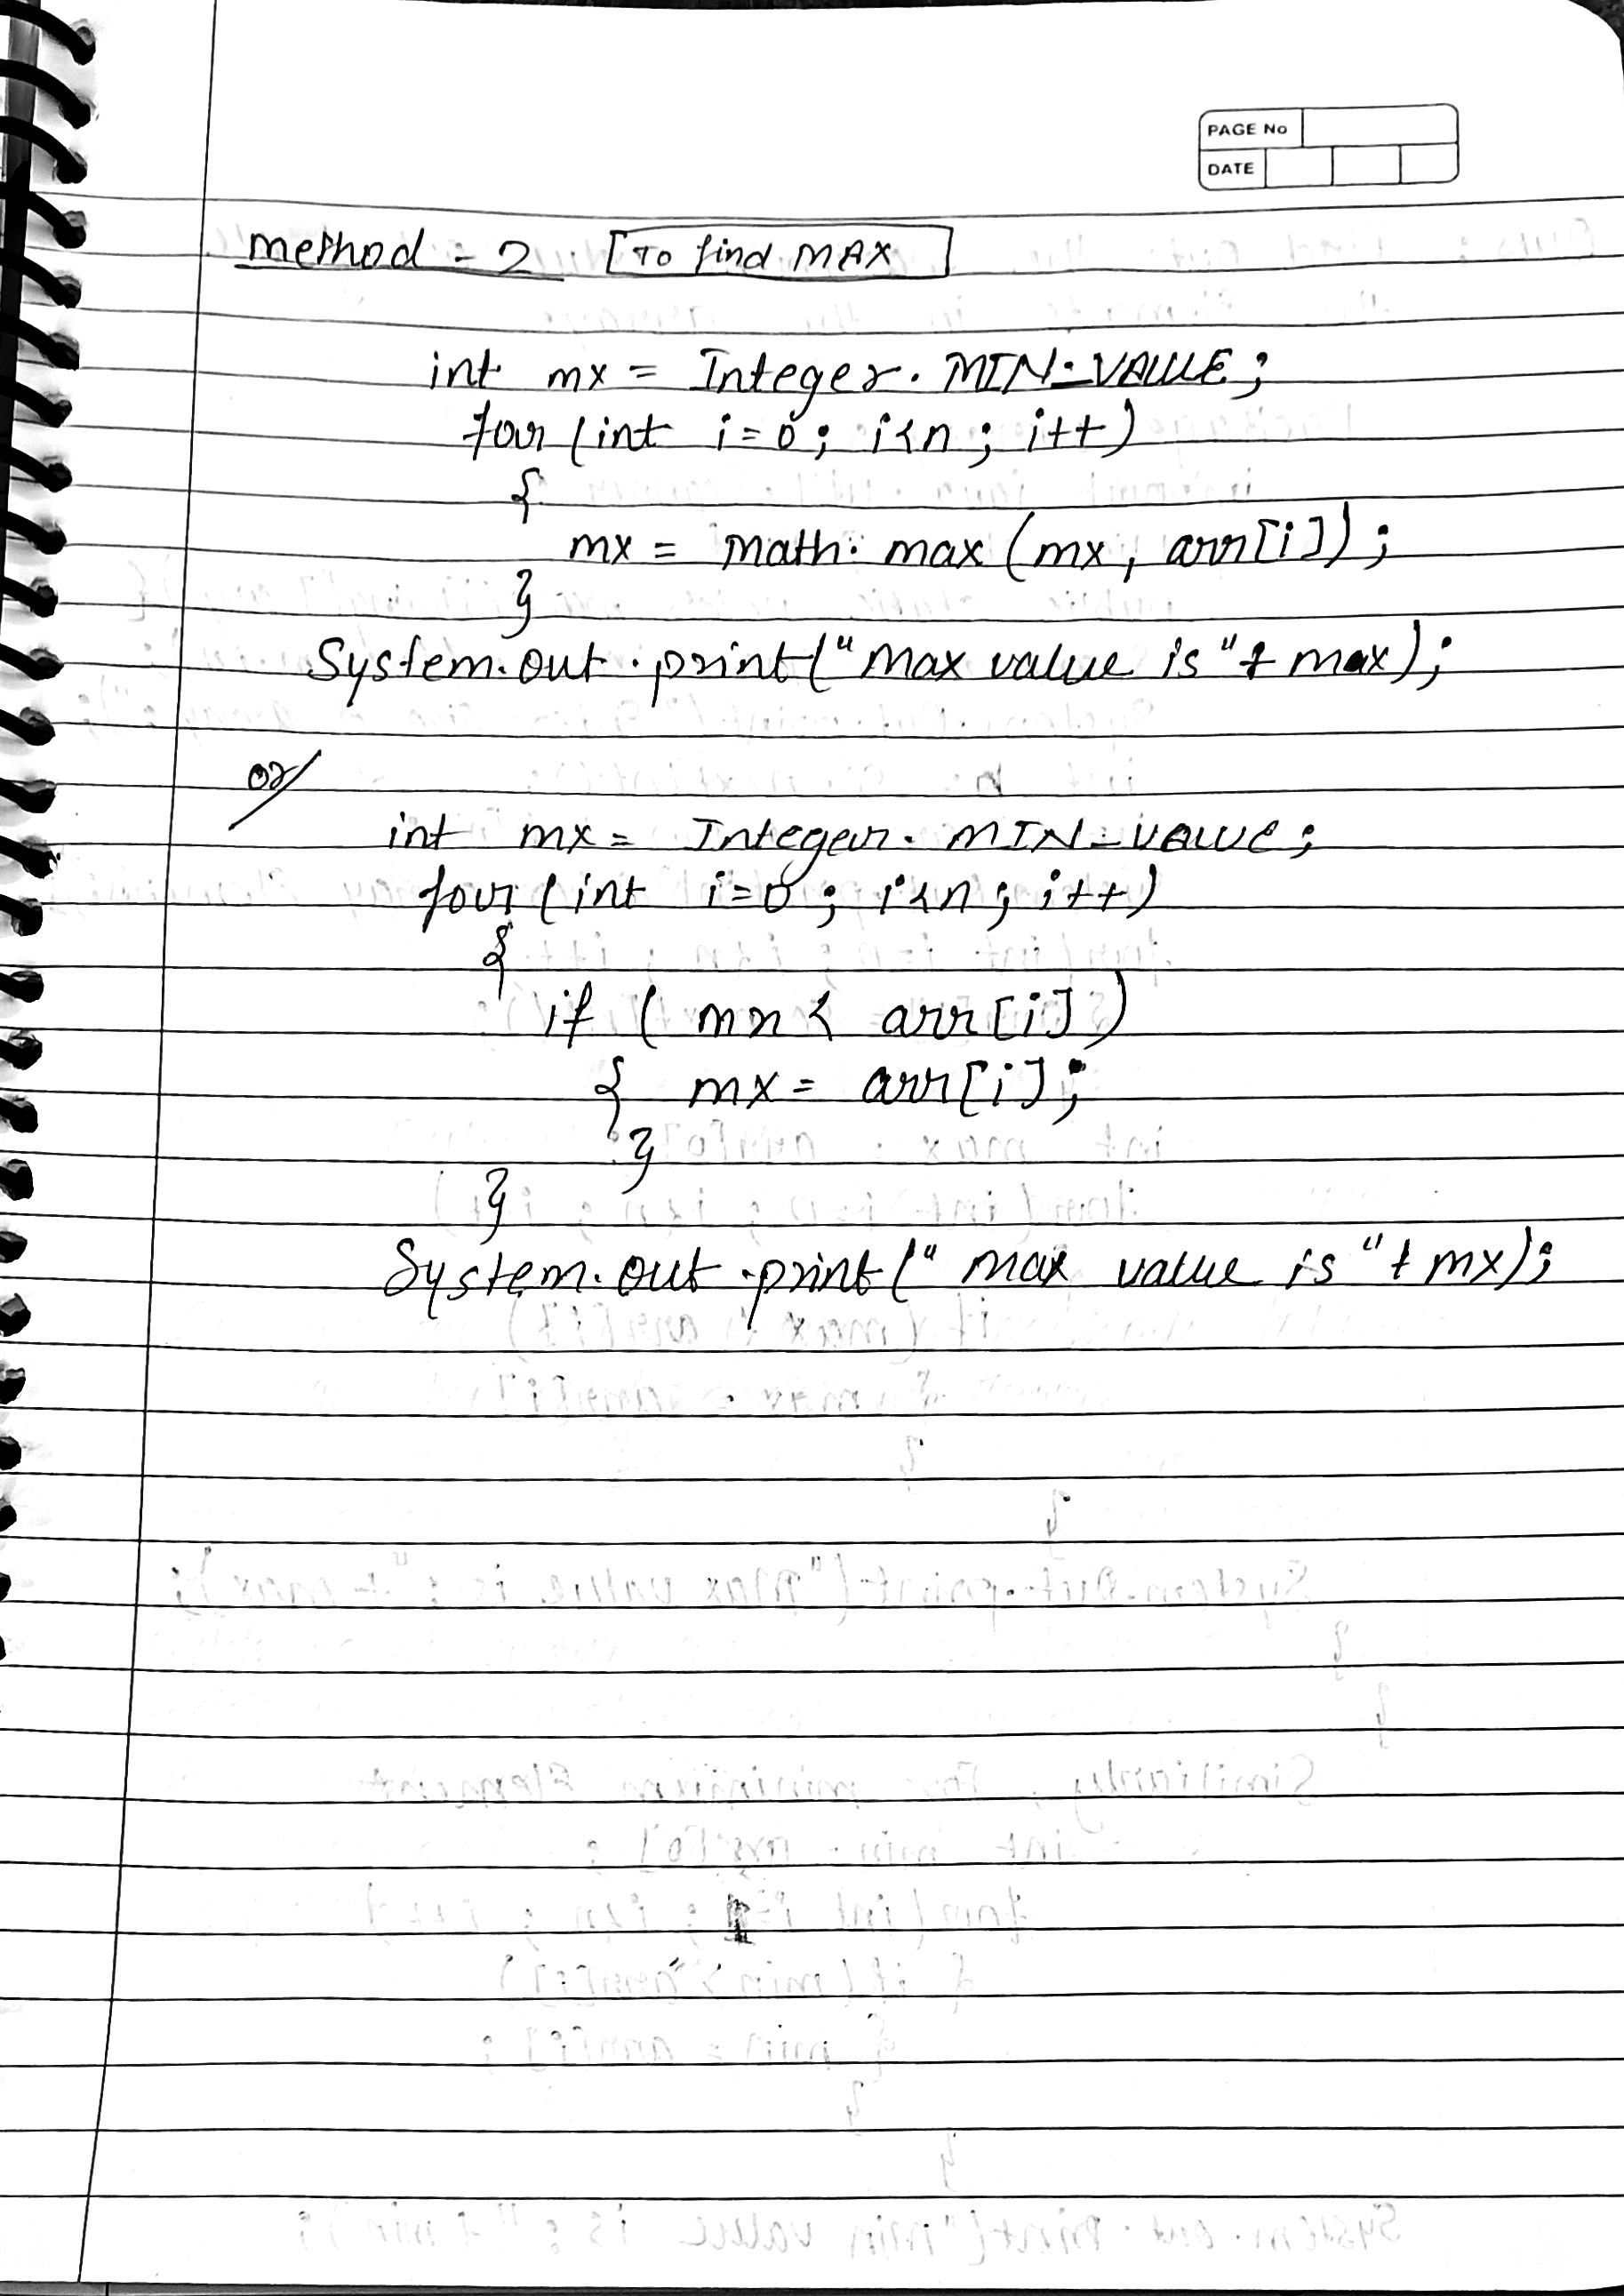 PAGE No
DATE
method = 2 [To find MAX]
int mx = Integer. MIN_VALUE;
for (int i=0; i<n; i++)
{
mx = math. max (mx, arr[i]);
}
System.out.print("Max value is"+ max);
or/
int mx = Integer. MIN_VALUE;
for (int i=0; i<n; i++)
{
if ( mx < arr[i])
{ mx = arr[i];
}
}
System.out.print(" max value is "+ mx);